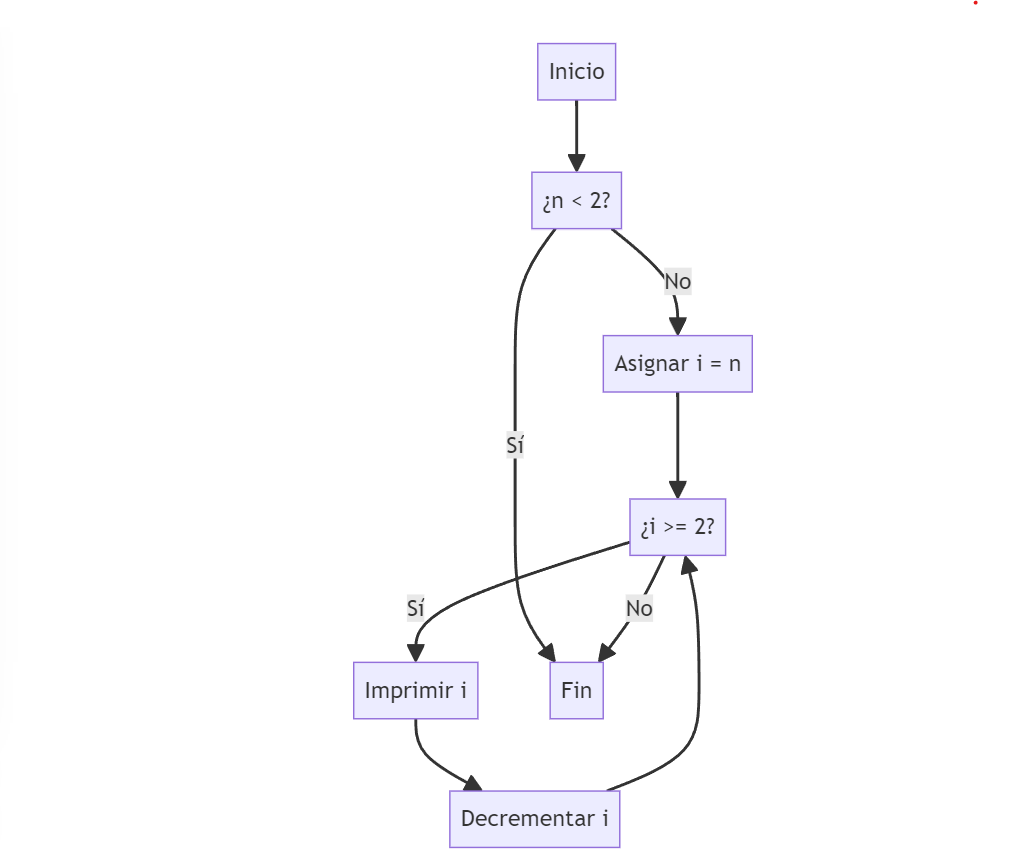 Inicio
¿n < 2?
No
Asignar i = n
Sí
¿i >= 2?
Sí
No
Imprimir i
Fin
Decrementar i